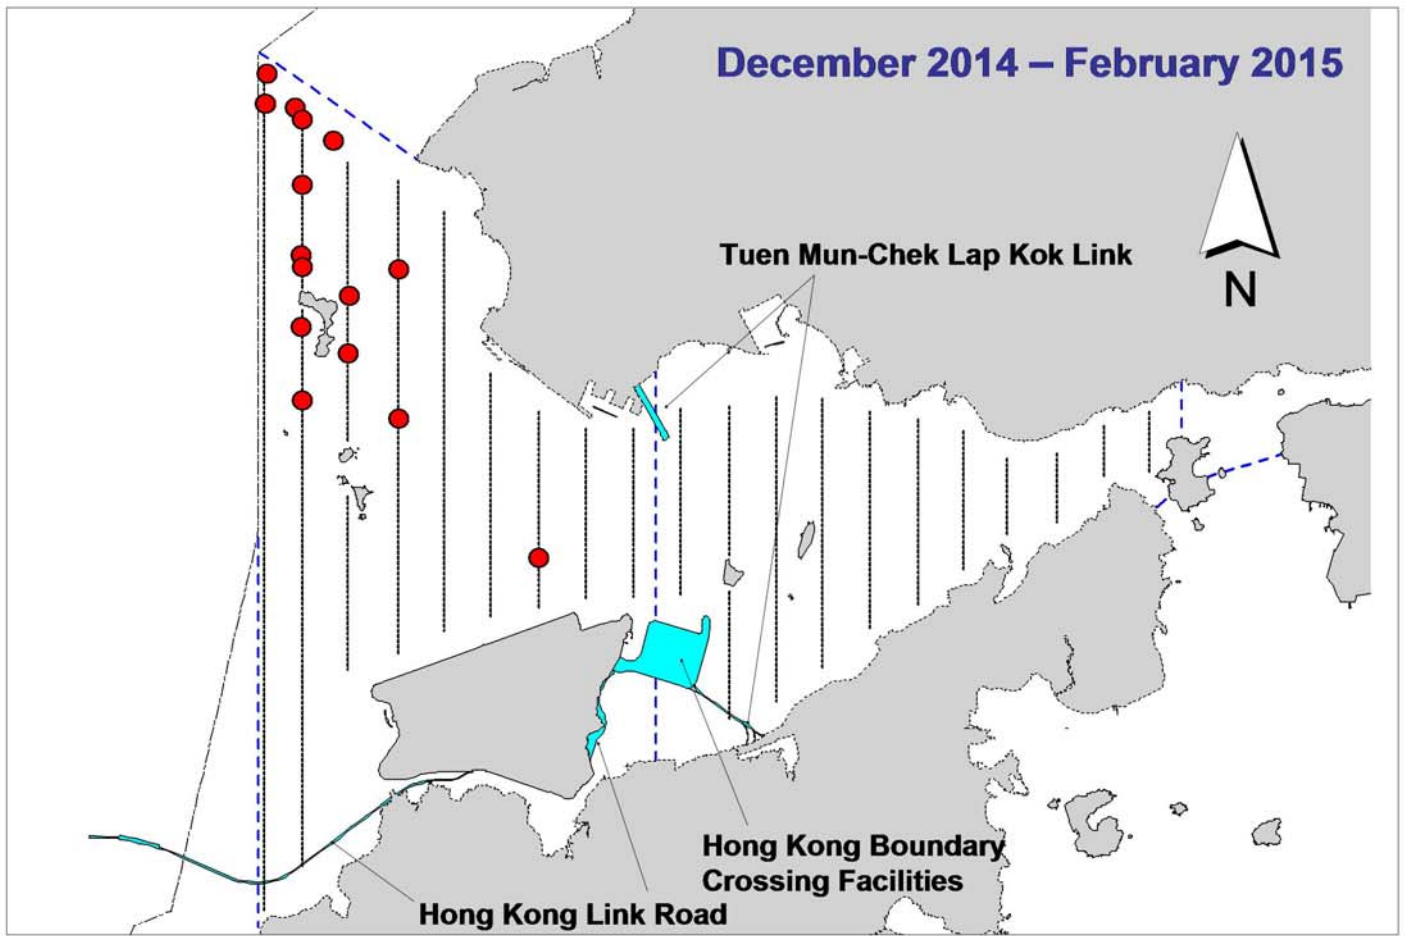 December 2014 – February 2015
Tuen Mun-Chek Lap Kok Link
N
Hong Kong Boundary
Crossing Facilities
Hong Kong Link Road